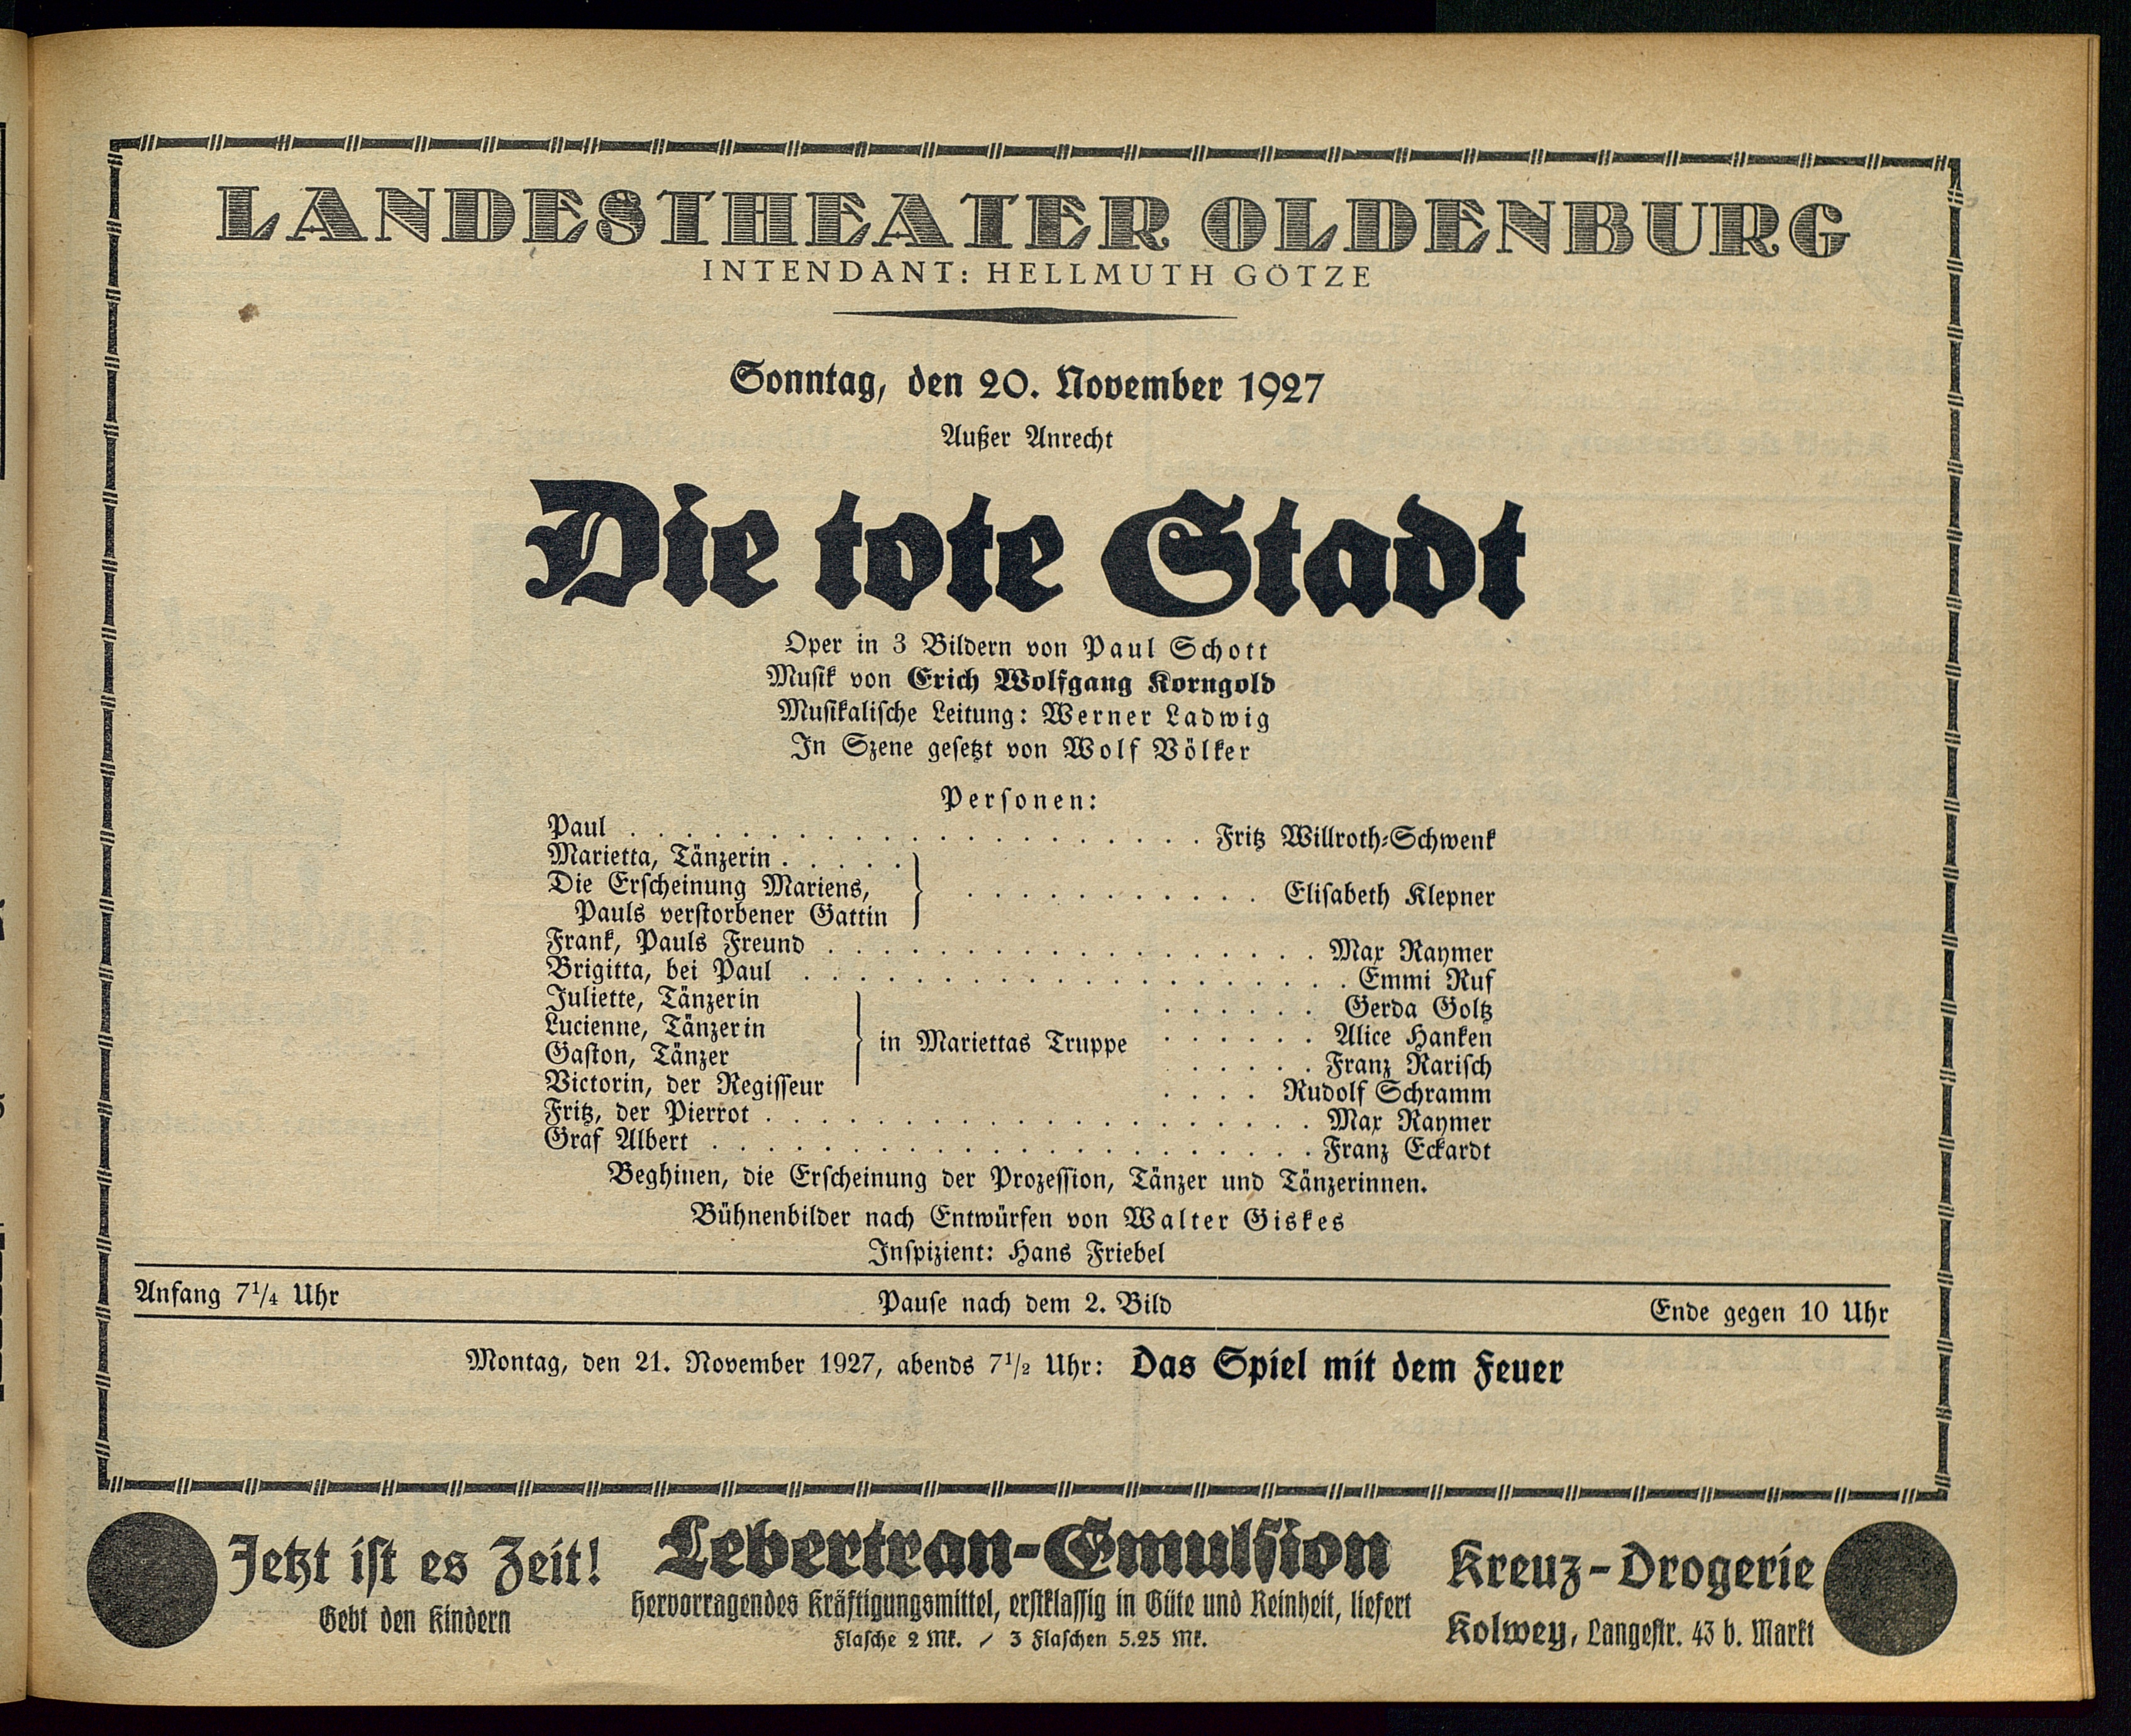 LANDESTHEATER OLDENBURG
INTENDANT: HELLMUTH GÖTZE
Sonntag, den 20. November 1927
Außer Anrecht
Die tote Stadt
Oper in 3 Bildern von Paul Schott
Musik von Erich Wolfgang Korngold
Musikalische Leitung: Werner Ladwig
In Szene gesetzt von Wolf Völker
Personen:
Paul . . . . . . . . . . . . . . . . . . . . . Fritz Willroth-Schwenk
Marietta, Tänzerin . . . . .
Die Erscheinung Mariens, . . . . . . . . . . . Elisabeth Klepner
Pauls verstorbener Gattin
Frank, Pauls Freund . . . . . . . . . . . . . . . . . . Max Raymer
Brigitta, bei Paul . . . . . . . . . . . . . . . . . . . . Emmi Ruf
Juliette, Tänzerin . . . . . . Gerda Goltz
Lucienne, Tänzerin . . . . . . Alice Hanken
in Mariettas Truppe
Gaston, Tänzer . . . . . Franz Rarisch
Victorin, der Regisseur . . . . Rudolf Schramm
Fritz, der Pierrot . . . . . . . . . . . . . . . . . . . . Max Raymer
Graf Albert . . . . . . . . . . . . . . . . . . . . . . Franz Eckardt
Beghinen, die Erscheinung der Prozession, Tänzer und Tänzerinnen.
Bühnenbilder nach Entwürfen von Walter Giskes
Inspizient: Hans Friebel
Anfang 7¼ Uhr Pause nach dem 2. Bild Ende gegen 10 Uhr
Montag, den 21. November 1927, abends 7½ Uhr: Das Spiel mit dem Feuer
Jetzt ist es Zeit!
Gebt den Kindern
Lebertran-Emulsion
Hervorragendes Kräftigungsmittel, erstklassig in Güte und Reinheit, liefert
Flasche 2 Mk. / 3 Flaschen 5.25 Mk.
Kreuz-Drogerie
Kolwey, Langestr. 43 b. Markt